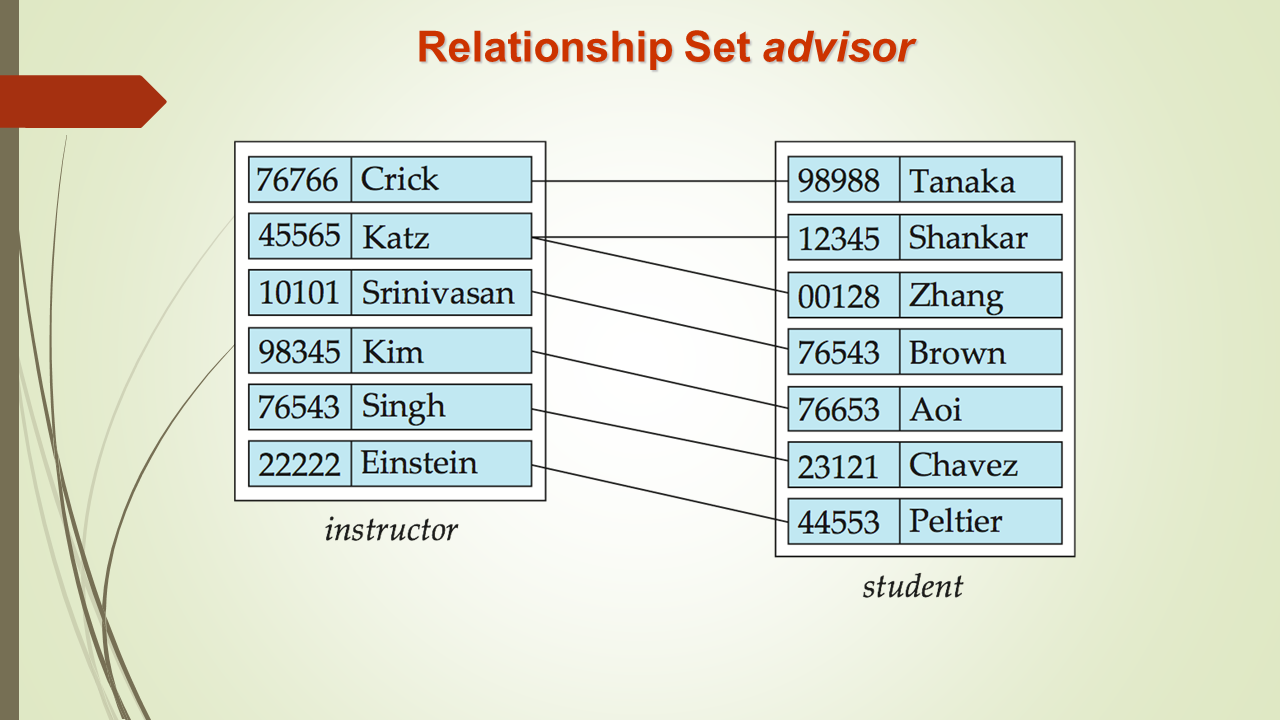 Relationship Set advisor
76766 Crick
45565 Katz
10101 Srinivasan
98345 Kim
76543 Singh
22222 Einstein
instructor
98988 Tanaka
12345 Shankar
00128 Zhang
76543 Brown
76653 Aoi
23121 Chavez
44553 Peltier
student